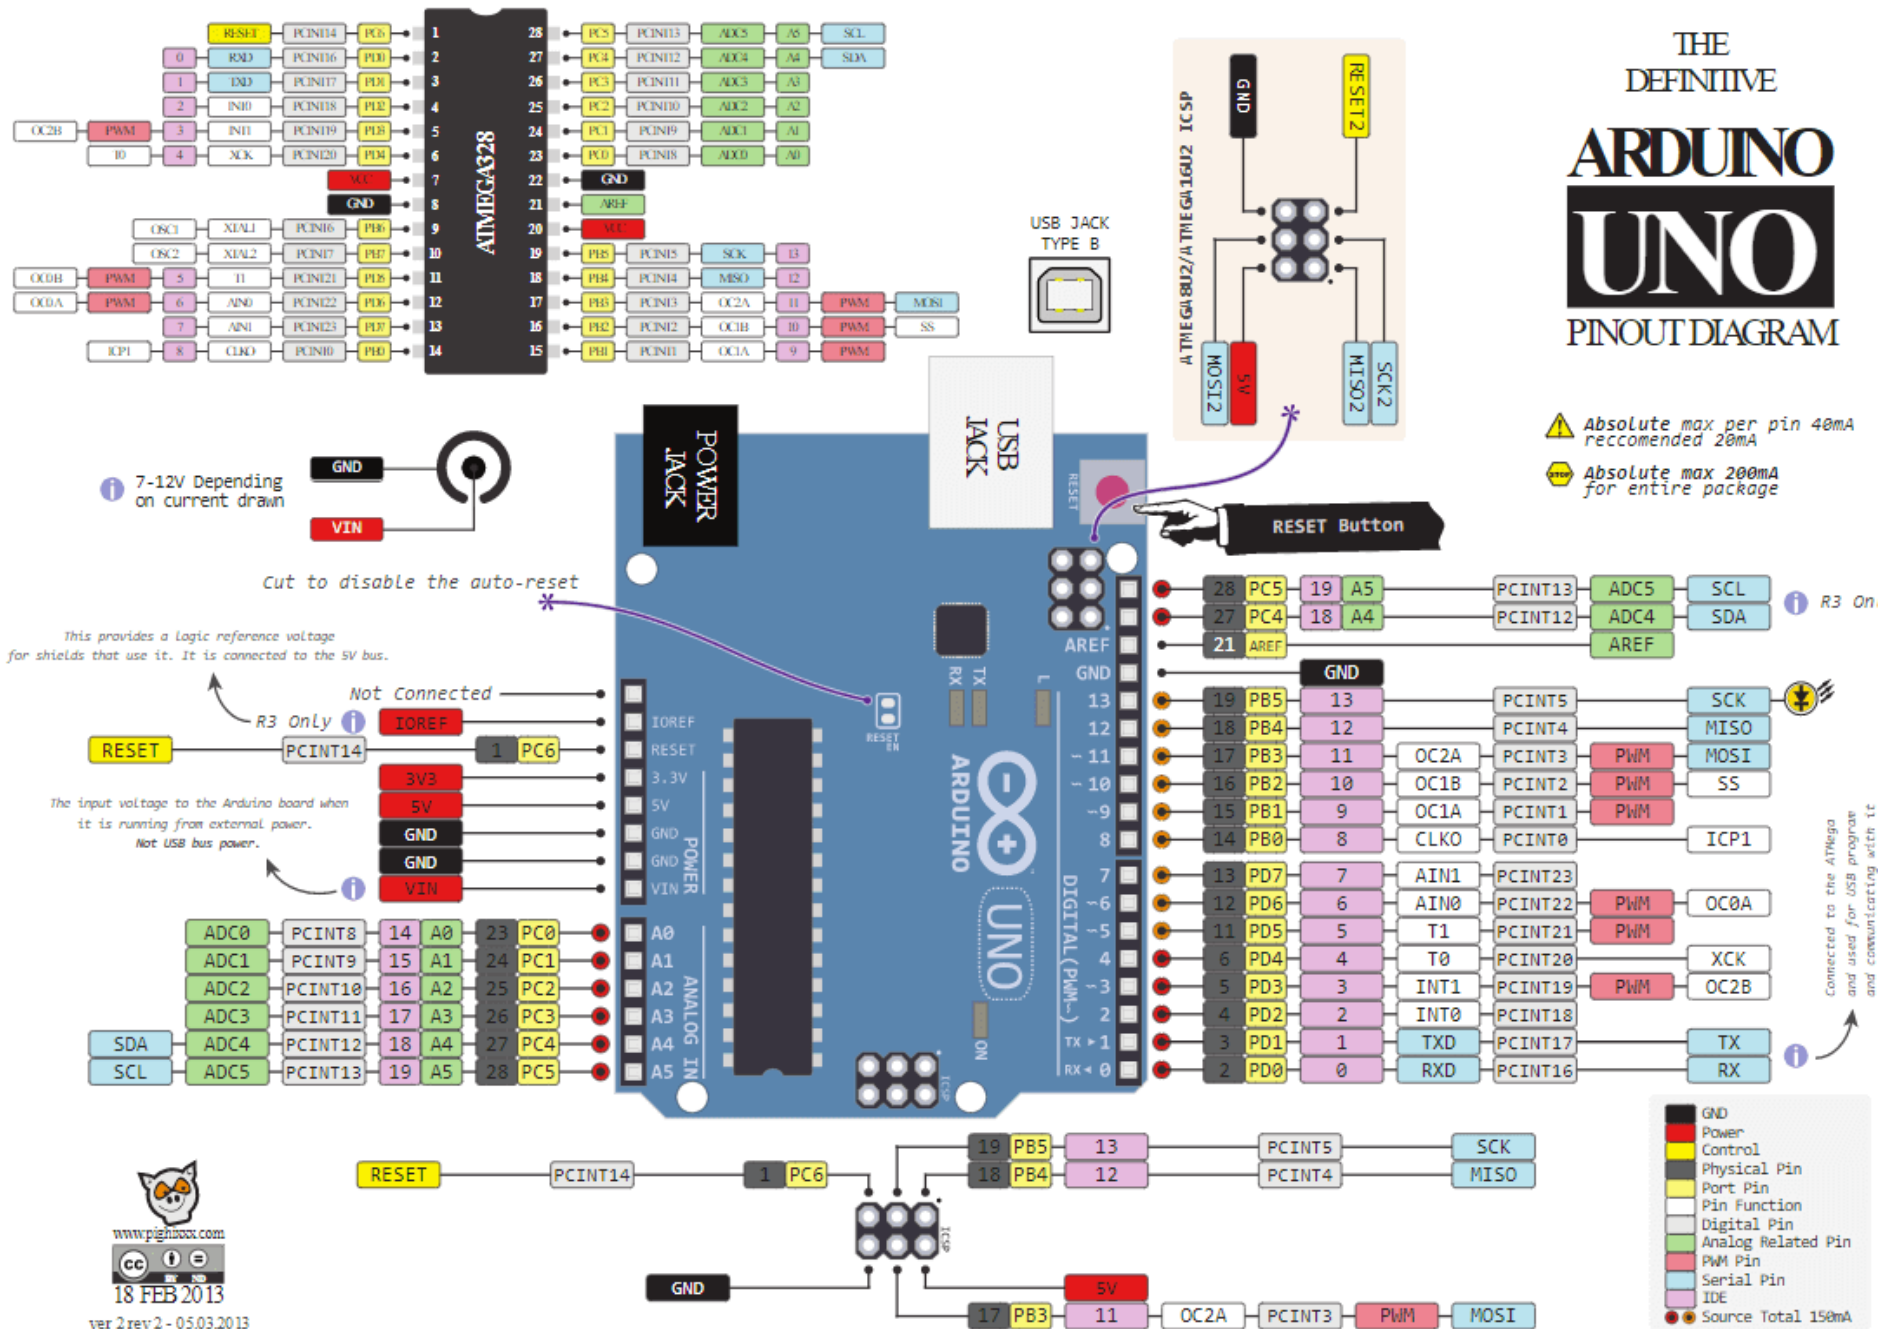 RESET PCINT14 PC6 1
0 RXD PCINT16 PD0 2
1 TXD PCINT17 PD1 3
2 INT0 PCINT18 PD2 4
OC2B PWM 3 INT1 PCINT19 PD3 5
T0 4 XCK PCINT20 PD4 6
VCC 7
GND 8
OSC1 XTAL1 PCINT6 PB6 9
OSC2 XTAL2 PCINT7 PB7 10
OC0B PWM 5 T1 PCINT21 PD5 11
OC0A PWM 6 AIN0 PCINT22 PD6 12
7 AIN1 PCINT23 PD7 13
ICP1 8 CLKO PCINT0 PB0 14
ATMEGA328
28 PC5 PCINT13 ADC5 A5 SCL
27 PC4 PCINT12 ADC4 A4 SDA
26 PC3 PCINT11 ADC3 A3
25 PC2 PCINT10 ADC2 A2
24 PC1 PCINT9 ADC1 A1
23 PC0 PCINT8 ADC0 A0
22 GND
21 AREF
20 VCC
19 PB5 PCINT5 SCK 13
18 PB4 PCINT4 MISO 12
17 PB3 PCINT3 OC2A 11 PWM MOSI
16 PB2 PCINT2 OC1B 10 PWM SS
15 PB1 PCINT1 OC1A 9 PWM
USB JACK
TYPE B
ATMEGA8U2/ATMEGA16U2 ICSP
GND
RESET2
MOSI2
5V
MISO2
SCK2
THE
DEFINITIVE
ARDUINO
UNO
PINOUT DIAGRAM
Absolute max per pin 40mA
reccomended 20mA
STOP
Absolute max 200mA
for entire package
i
7-12V Depending
on current drawn
GND
VIN
POWER
JACK
USB
JACK
RESET
RESET Button
Cut to disable the auto-reset
This provides a logic reference voltage
for shields that use it. It is connected to the 5V bus.
Not Connected
R3 Only i IOREF
RESET PCINT14 1 PC6
3V3
5V
GND
GND
i VIN
The input voltage to the Arduino board when
it is running from external power.
Not USB bus power.
ADC0 PCINT8 14 A0 23 PC0
ADC1 PCINT9 15 A1 24 PC1
ADC2 PCINT10 16 A2 25 PC2
ADC3 PCINT11 17 A3 26 PC3
SDA ADC4 PCINT12 18 A4 27 PC4
SCL ADC5 PCINT13 19 A5 28 PC5
IOREF
RESET
3.3V
5V
GND
GND
VIN
POWER
A0
A1
A2
A3
A4
A5
ANALOG IN
RESET
EN
RX
TX
L
ARDUINO
UNO
ON
ICSP
AREF
GND
13
12
~11
~10
~9
8
7
~6
~5
4
~3
2
TX▸1
RX◂0
DIGITAL (PWM~)
28 PC5 19 A5 PCINT13 ADC5 SCL
27 PC4 18 A4 PCINT12 ADC4 SDA
i R3 On
21 AREF AREF
GND
19 PB5 13 PCINT5 SCK
18 PB4 12 PCINT4 MISO
17 PB3 11 OC2A PCINT3 PWM MOSI
16 PB2 10 OC1B PCINT2 PWM SS
15 PB1 9 OC1A PCINT1 PWM
14 PB0 8 CLKO PCINT0 ICP1
13 PD7 7 AIN1 PCINT23
12 PD6 6 AIN0 PCINT22 PWM OC0A
11 PD5 5 T1 PCINT21 PWM
6 PD4 4 T0 PCINT20 XCK
5 PD3 3 INT1 PCINT19 PWM OC2B
4 PD2 2 INT0 PCINT18
3 PD1 1 TXD PCINT17 TX
2 PD0 0 RXD PCINT16 RX
i
Connected to the ATMega
and used for USB program
and communicating with it
19 PB5 13 PCINT5 SCK
18 PB4 12 PCINT4 MISO
RESET PCINT14 1 PC6
ICSP
GND
5V
17 PB3 11 OC2A PCINT3 PWM MOSI
www.pighixxx.com
cc
BY ND
18 FEB 2013
ver 2 rev 2 - 05.03.2013
GND
Power
Control
Physical Pin
Port Pin
Pin Function
Digital Pin
Analog Related Pin
PWM Pin
Serial Pin
IDE
Source Total 150mA